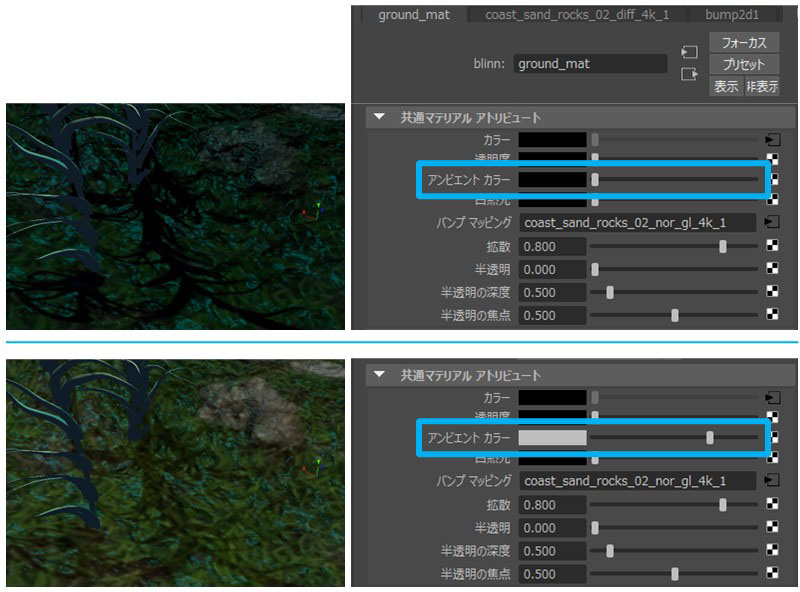 ground_mat coast_sand_rocks_02_diff_4k_1 bump2d1
blinn: ground_mat
フォーカス
プリセット
表示 非表示
共通マテリアル アトリビュート
カラー
透明度
アンビエント カラー
白熱光
バンプ マッピング coast_sand_rocks_02_nor_gl_4k_1
拡散 0.800
半透明 0.000
半透明の深度 0.500
半透明の焦点 0.500
共通マテリアル アトリビュート
カラー
透明度
アンビエント カラー
白熱光
バンプ マッピング coast_sand_rocks_02_nor_gl_4k_1
拡散 0.800
半透明 0.000
半透明の深度 0.500
半透明の焦点 0.500